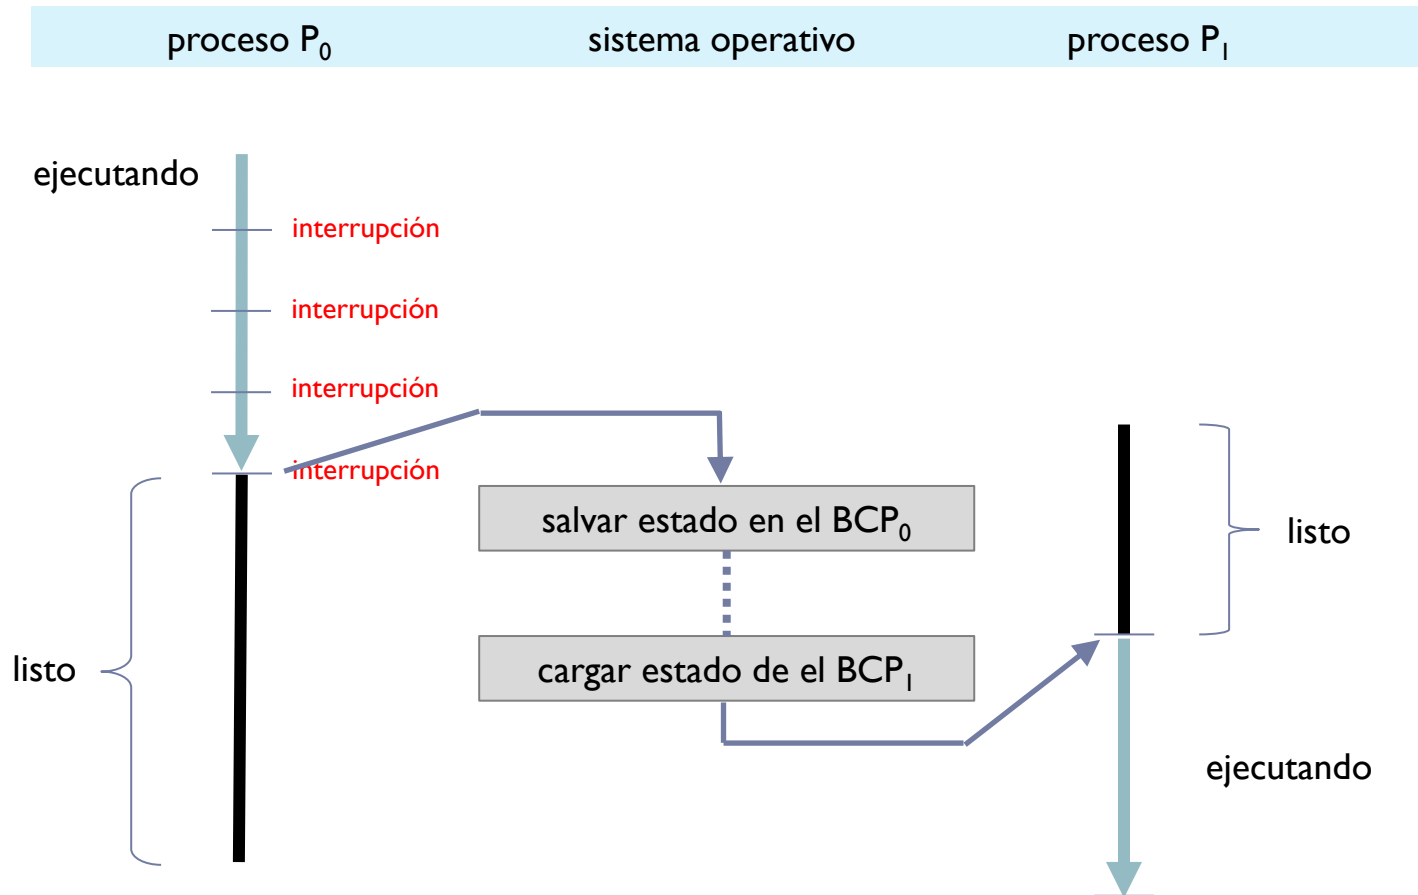 proceso P₀ sistema operativo proceso P₁
ejecutando
interrupción
interrupción
interrupción
interrupción
salvar estado en el BCP₀
listo
cargar estado de el BCP₁
listo
ejecutando